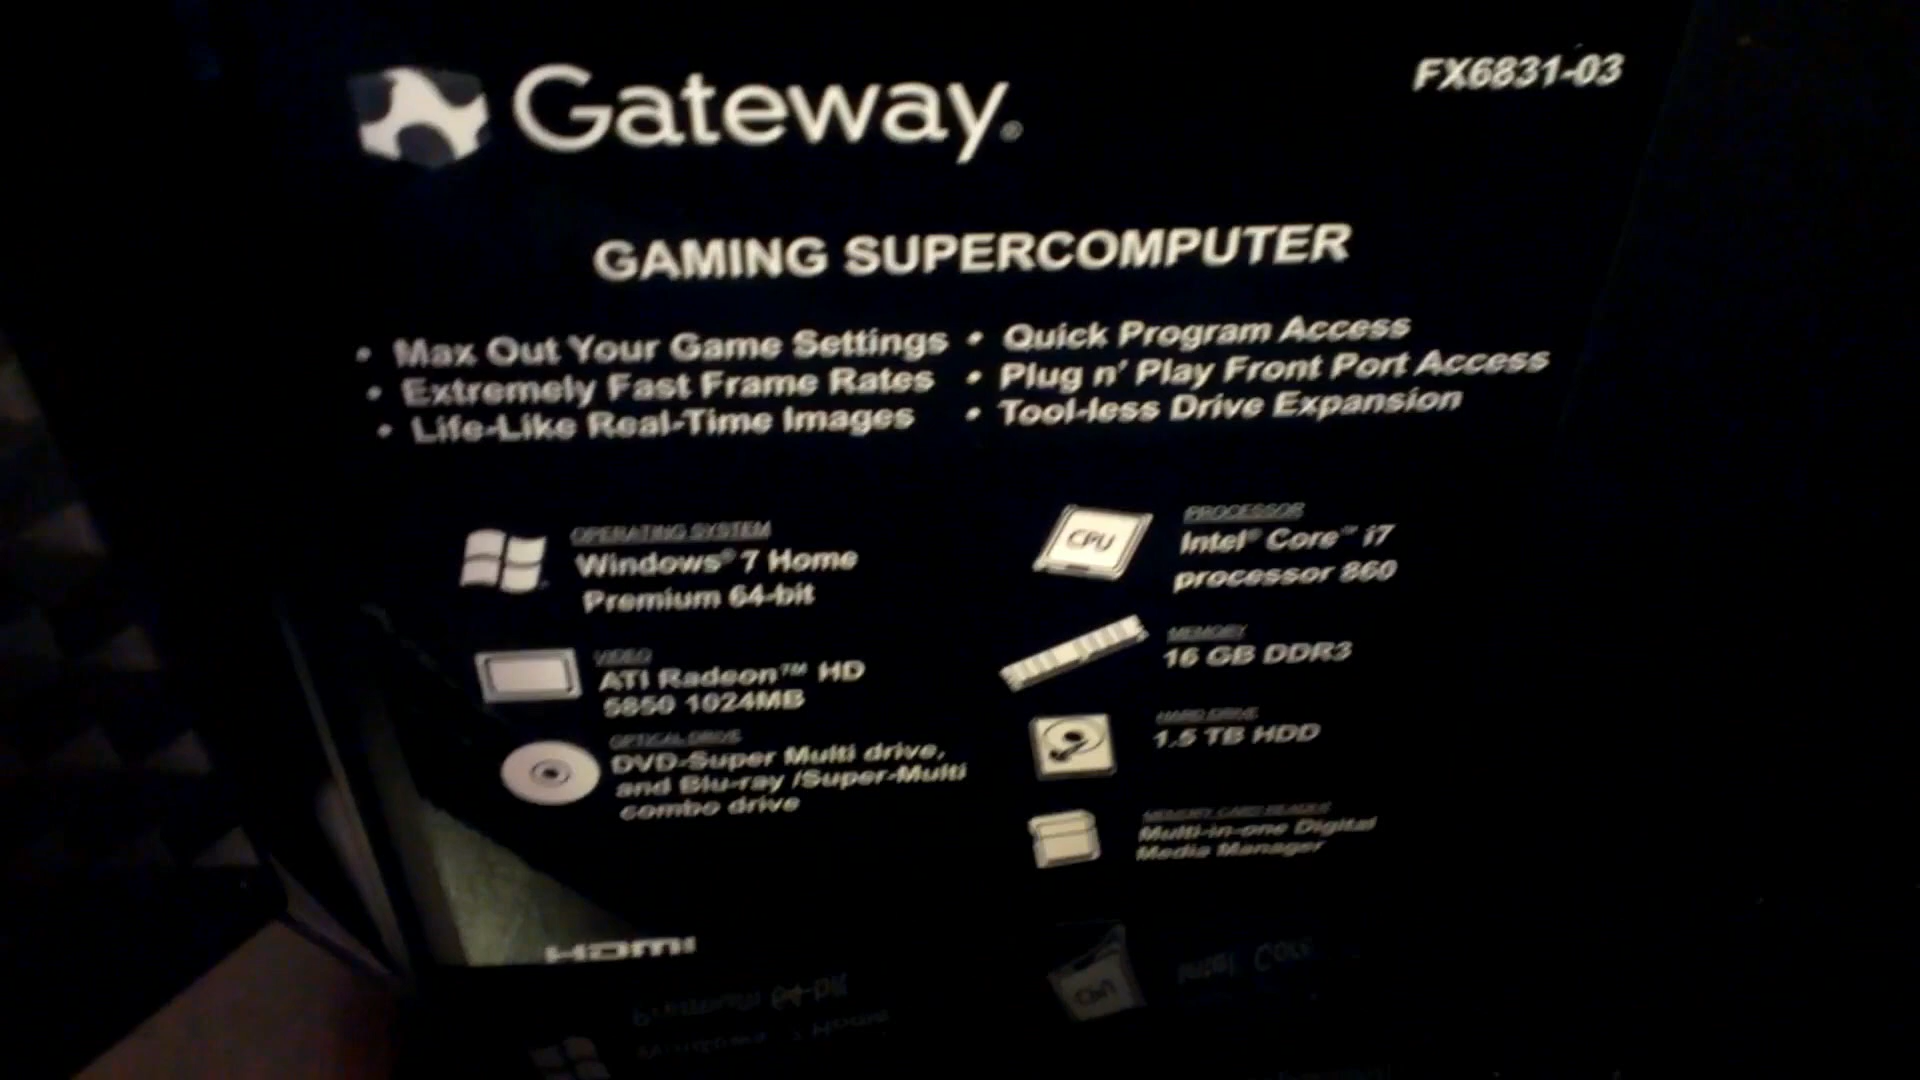 Gateway®
FX6831-03
GAMING SUPERCOMPUTER
• Max Out Your Game Settings
• Extremely Fast Frame Rates
• Life-Like Real-Time Images
• Quick Program Access
• Plug n' Play Front Port Access
• Tool-less Drive Expansion
OPERATING SYSTEM
Windows® 7 Home
Premium 64-bit
VIDEO
ATI Radeon™ HD
5850 1024MB
OPTICAL DRIVE
DVD-Super Multi drive,
and Blu-ray /Super-Multi
combo drive
HDMI
CPU
PROCESSOR
Intel® Core™ i7
processor 860
MEMORY
16 GB DDR3
HARD DRIVE
1.5 TB HDD
MEMORY CARD READER
Multi-in-one Digital
Media Manager